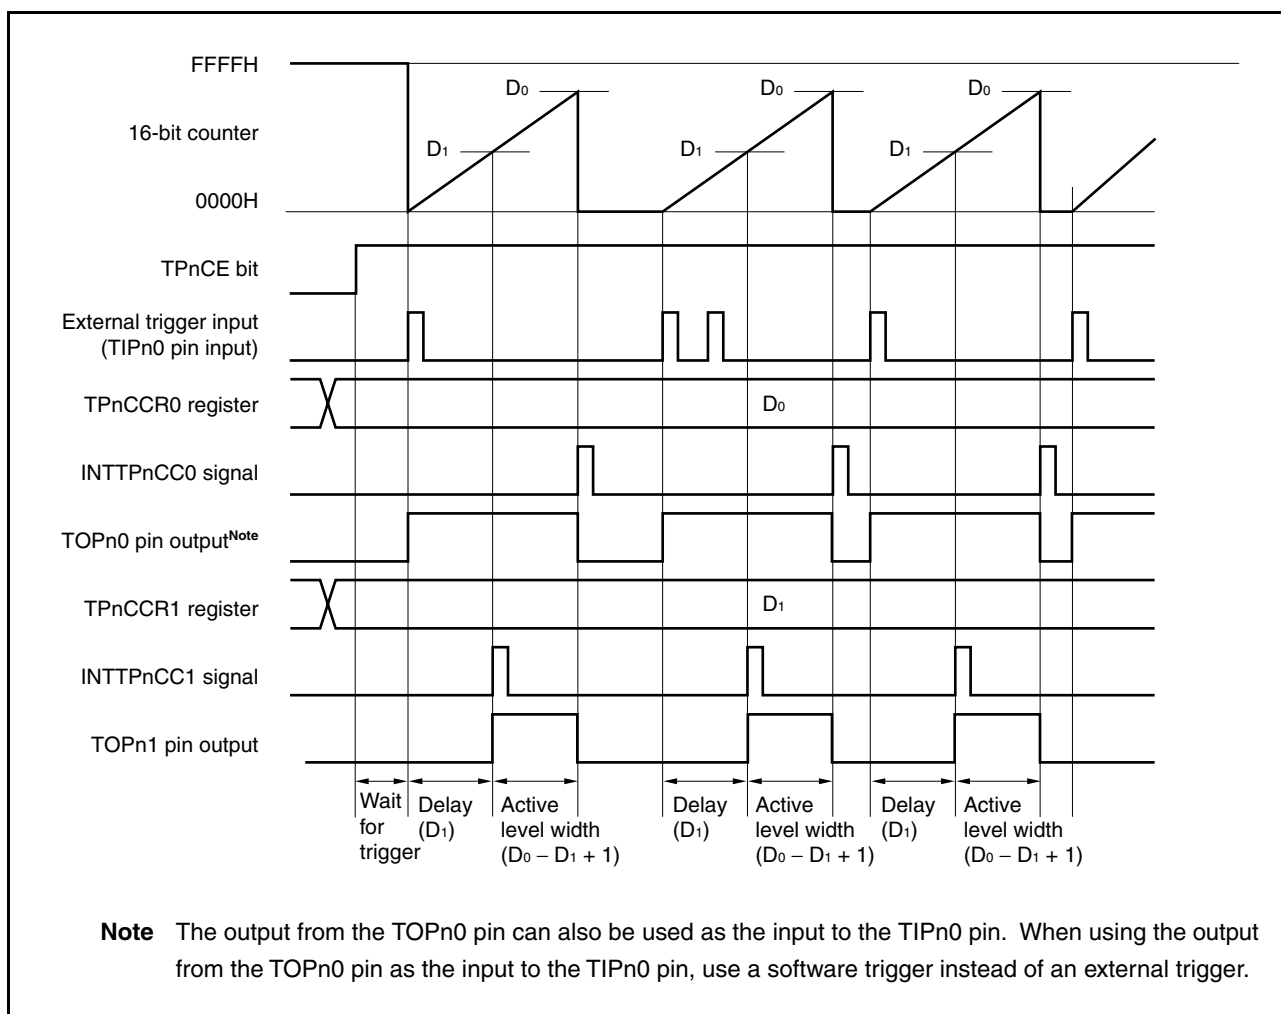 FFFFH
D0 D0 D0
16-bit counter
D1 D1 D1
0000H
TPnCE bit
External trigger input
(TIPn0 pin input)
TPnCCR0 register
D0
INTTPnCC0 signal
TOPn0 pin outputNote
TPnCCR1 register
D1
INTTPnCC1 signal
TOPn1 pin output
Wait
for
trigger
Delay
(D1)
Active
level width
(D0 – D1 + 1)
Delay
(D1)
Active
level width
(D0 – D1 + 1)
Delay
(D1)
Active
level width
(D0 – D1 + 1)
Note The output from the TOPn0 pin can also be used as the input to the TIPn0 pin. When using the output
from the TOPn0 pin as the input to the TIPn0 pin, use a software trigger instead of an external trigger.